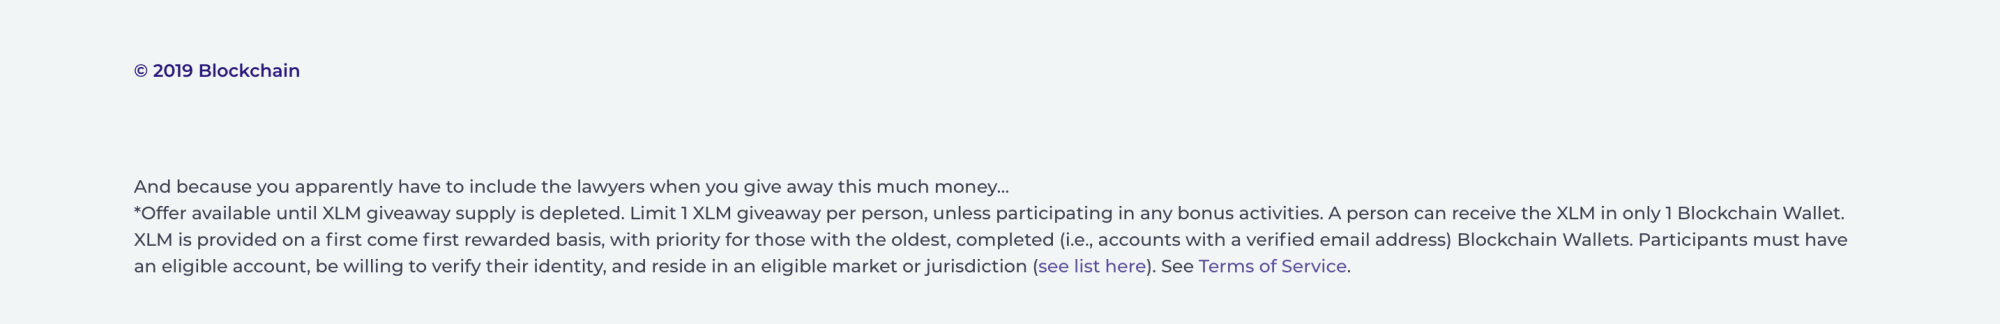 © 2019 Blockchain
And because you apparently have to include the lawyers when you give away this much money...
*Offer available until XLM giveaway supply is depleted. Limit 1 XLM giveaway per person, unless participating in any bonus activities. A person can receive the XLM in only 1 Blockchain Wallet.
XLM is provided on a first come first rewarded basis, with priority for those with the oldest, completed (i.e., accounts with a verified email address) Blockchain Wallets. Participants must have
an eligible account, be willing to verify their identity, and reside in an eligible market or jurisdiction (see list here). See Terms of Service.